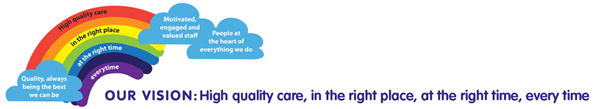 High quality care
in the right place
at the right time
everytime
Motivated,
engaged and
valued staff
People at
the heart of
everything we do
Quality, always
being the best
we can be
OUR VISION: High quality care, in the right place, at the right time, every time